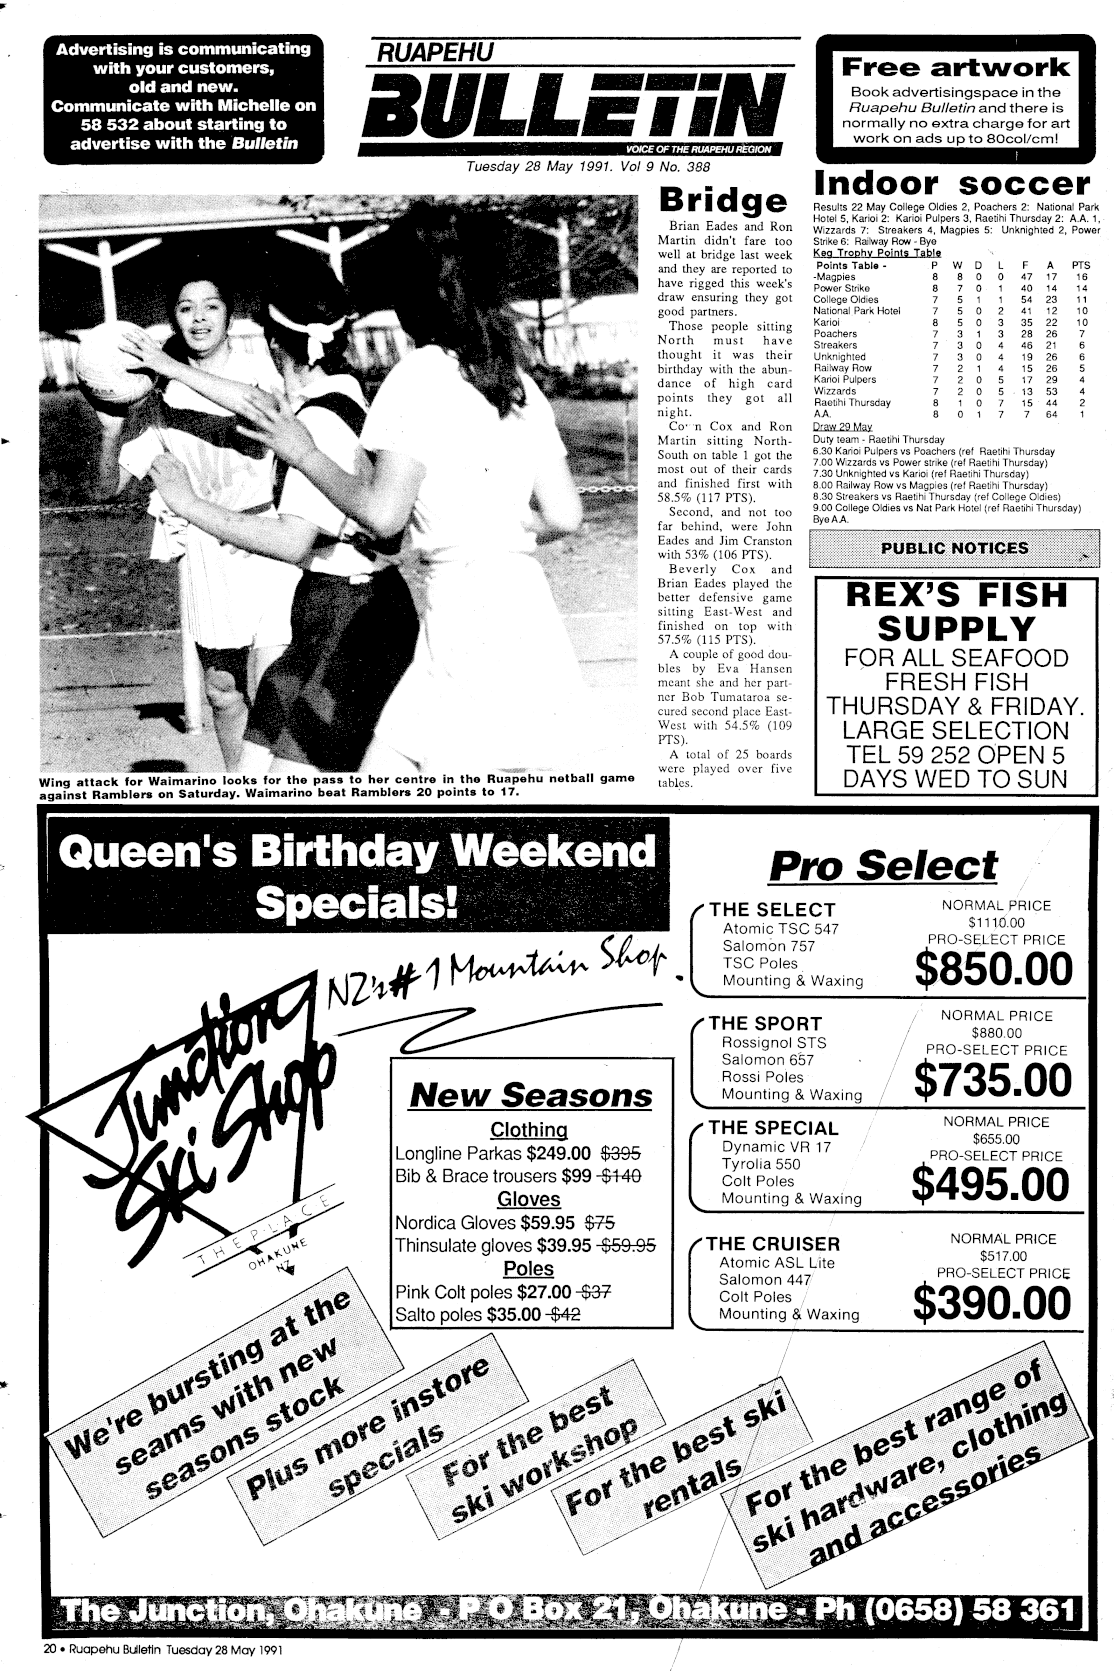 Advertising is communicating
with your customers,
old and new.
Communicate with Michelle on
58 532 about starting to
advertise with the Bulletin
RUAPEHU
BULLETIN
VOICE OF THE RUAPEHU REGION
Tuesday 28 May 1991. Vol 9 No. 388
Free artwork
Book advertisingspace in the
Ruapehu Bulletin and there is
normally no extra charge for art
work on ads up to 80col/cm!
Wing attack for Waimarino looks for the pass to her centre in the Ruapehu netball game
against Ramblers on Saturday. Waimarino beat Ramblers 20 points to 17.
Bridge
Brian Eades and Ron
Martin didn't fare too
well at bridge last week
and they are reported to
have rigged this week's
draw ensuring they got
good partners.
Those people sitting
North must have
thought it was their
birthday with the abun-
dance of high card
points they got all
night.
Cox and Ron
Martin sitting North-
South on table 1 got the
most out of their cards
and finished first with
58.5% (117 PTS).
Second, and not too
far behind, were John
Eades and Jim Cranston
with 53% (106 PTS).
Beverly Cox and
Brian Eades played the
better defensive game
sitting East-West and
finished on top with
57.5% (115 PTS).
A couple of good dou-
bles by Eva Hansen
meant she and her part-
ner Bob Tumataroa se-
cured second place East-
West with 54.5% (109
PTS).
A total of 25 boards
were played over five
tables.
Indoor soccer
Results 22 May College Oldies 2, Poachers 2: National Park
Hotel 5, Karioi 2: Karioi Pulpers 3, Raetihi Thursday 2: A.A. 1,
Wizzards 7: Streakers 4, Magpies 5: Unknighted 2, Power
Strike 6: Railway Row - Bye
Keg Trophy Points Table
Points Table - P W D L F A PTS
-Magpies 8 8 0 0 47 17 16
Power Strike 8 7 0 1 40 14 14
College Oldies 7 5 1 1 54 23 11
National Park Hotel 7 5 0 2 41 12 10
Karioi 8 5 0 3 35 22 10
Poachers 7 3 1 3 28 26 7
Streakers 7 3 0 4 46 21 6
Unknighted 7 3 0 4 19 26 6
Railway Row 7 2 1 4 15 26 5
Karioi Pulpers 7 2 0 5 17 29 4
Wizzards 7 2 0 5 13 53 4
Raetihi Thursday 8 1 0 7 15 44 2
A.A. 8 0 1 7 7 64 1
Draw 29 May
Duty team - Raetihi Thursday
6.30 Karioi Pulpers vs Poachers (ref Raetihi Thursday
7.00 Wizzards vs Power strike (ref Raetihi Thursday)
7.30 Unknighted vs Karioi (ref Raetihi Thursday)
8.00 Railway Row vs Magpies (ref Raetihi Thursday)
8.30 Streakers vs Raetihi Thursday (ref College Oldies)
9.00 College Oldies vs Nat Park Hotel (ref Raetihi Thursday)
Bye A.A.
PUBLIC NOTICES
REX'S FISH
SUPPLY
FOR ALL SEAFOOD
FRESH FISH
THURSDAY & FRIDAY.
LARGE SELECTION
TEL 59 252 OPEN 5
DAYS WED TO SUN
Queen's Birthday Weekend
Specials!
NZ's #1 Mountain Shop.
Junction
Ski Shop
THE PLACE
OHAKUNE
NZ
New Seasons
Clothing
Longline Parkas $249.00 $395
Bib & Brace trousers $99 $140
Gloves
Nordica Gloves $59.95 $75
Thinsulate gloves $39.95 $59.95
Poles
Pink Colt poles $27.00 $37
Salto poles $35.00 $42
Pro Select
THE SELECT
Atomic TSC 547
Salomon 757
TSC Poles
Mounting & Waxing
NORMAL PRICE
$1110.00
PRO-SELECT PRICE
$850.00
THE SPORT
Rossignol STS
Salomon 657
Rossi Poles
Mounting & Waxing
NORMAL PRICE
$880.00
PRO-SELECT PRICE
$735.00
THE SPECIAL
Dynamic VR 17
Tyrolia 550
Colt Poles
Mounting & Waxing
NORMAL PRICE
$655.00
PRO-SELECT PRICE
$495.00
THE CRUISER
Atomic ASL Lite
Salomon 447
Colt Poles
Mounting & Waxing
NORMAL PRICE
$517.00
PRO-SELECT PRICE
$390.00
We're bursting at the
seams with new
seasons stock
Plus more instore
specials
For the best
ski workshop
For the best ski
rentals
For the best range of
ski hardware, clothing
and accessories
The Junction, Ohakune - P O Box 21, Ohakune - Ph (0658) 58 361
20 • Ruapehu Bulletin Tuesday 28 May 1991